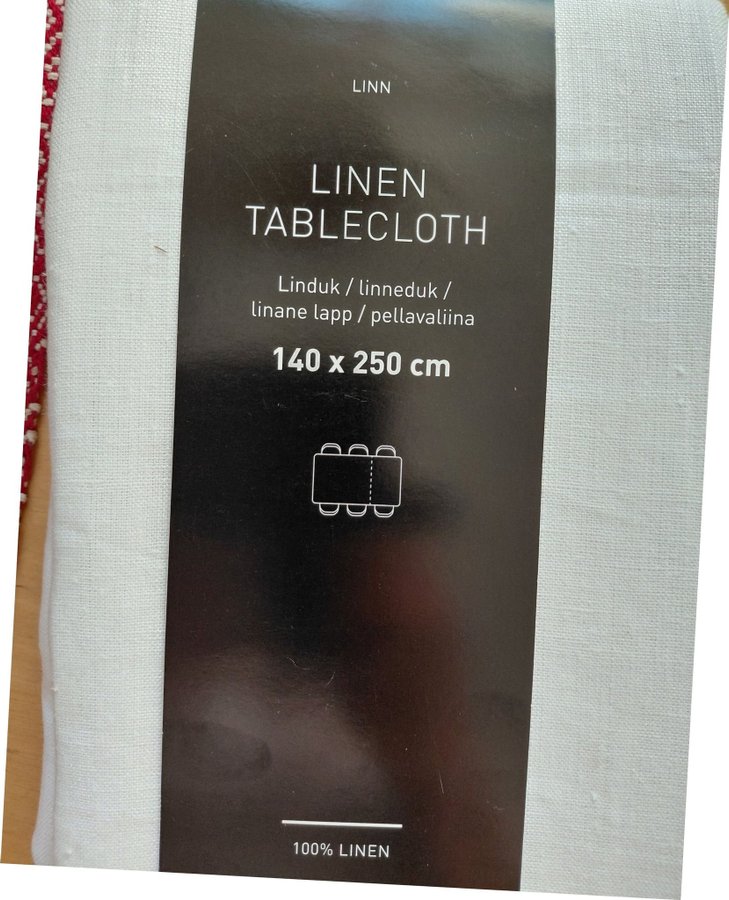 LINN
LINEN
TABLECLOTH
Linduk / linneduk /
linane lapp / pellavaliina
140 x 250 cm
100% LINEN